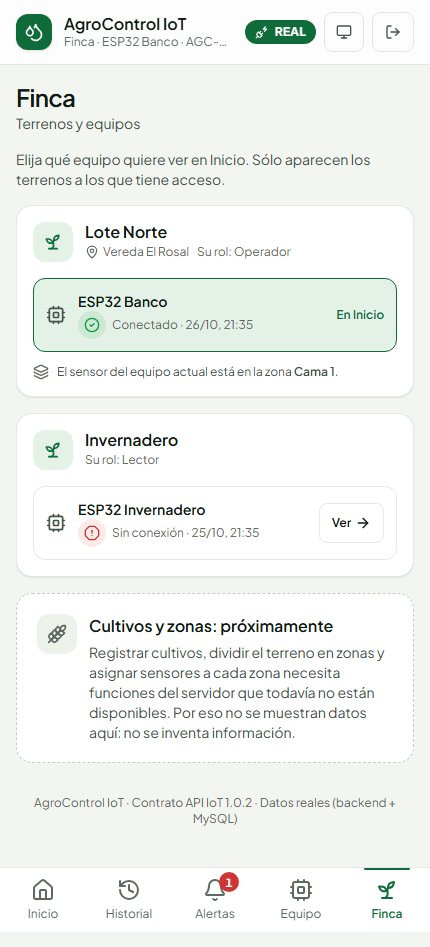 AgroControl IoT
Finca · ESP32 Banco · AGC-...
REAL
Finca
Terrenos y equipos
Elija qué equipo quiere ver en Inicio. Sólo aparecen los
terrenos a los que tiene acceso.
Lote Norte
Vereda El Rosal Su rol: Operador
ESP32 Banco
Conectado · 26/10, 21:35
En Inicio
El sensor del equipo actual está en la zona Cama 1.
Invernadero
Su rol: Lector
ESP32 Invernadero
Sin conexión · 25/10, 21:35
Ver →
Cultivos y zonas: próximamente
Registrar cultivos, dividir el terreno en zonas y
asignar sensores a cada zona necesita
funciones del servidor que todavía no están
disponibles. Por eso no se muestran datos
aquí: no se inventa información.
AgroControl IoT · Contrato API IoT 1.0.2 · Datos reales (backend +
MySQL)
1
Inicio
Historial
Alertas
Equipo
Finca